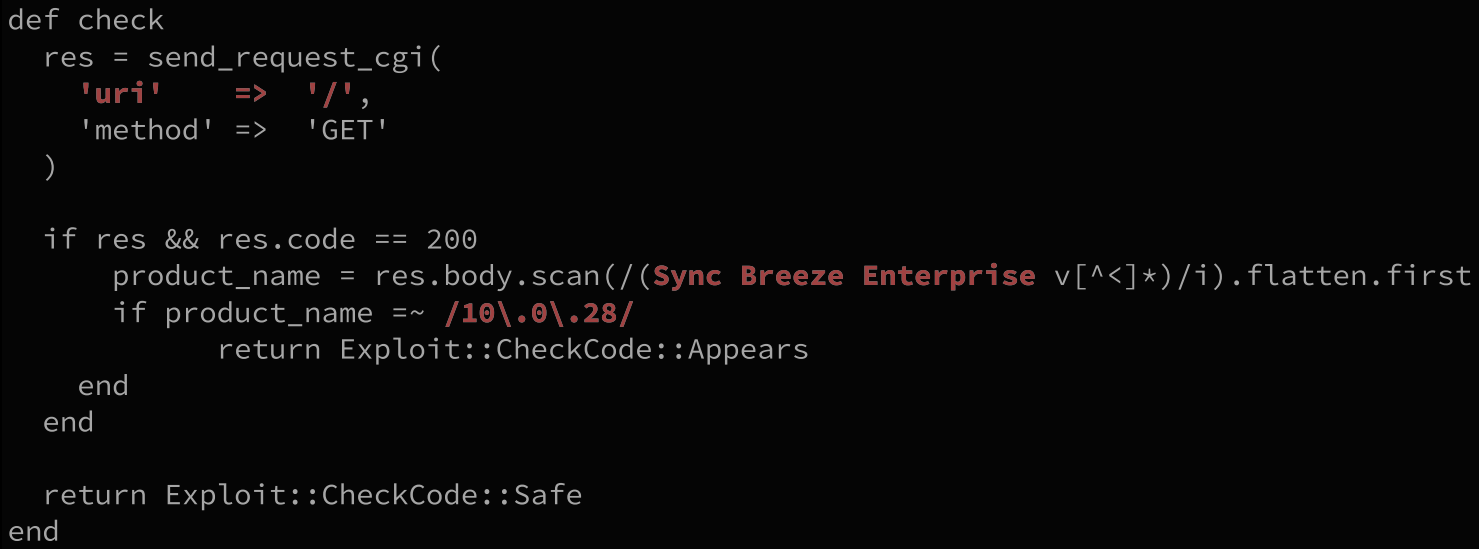 def check
  res = send_request_cgi(
    'uri'    =>  '/',
    'method' =>  'GET'
  )

  if res && res.code == 200
      product_name = res.body.scan(/(Sync Breeze Enterprise v[^<]*)/i).flatten.first
      if product_name =~ /10\.0\.28/
            return Exploit::CheckCode::Appears
    end
  end

  return Exploit::CheckCode::Safe
end